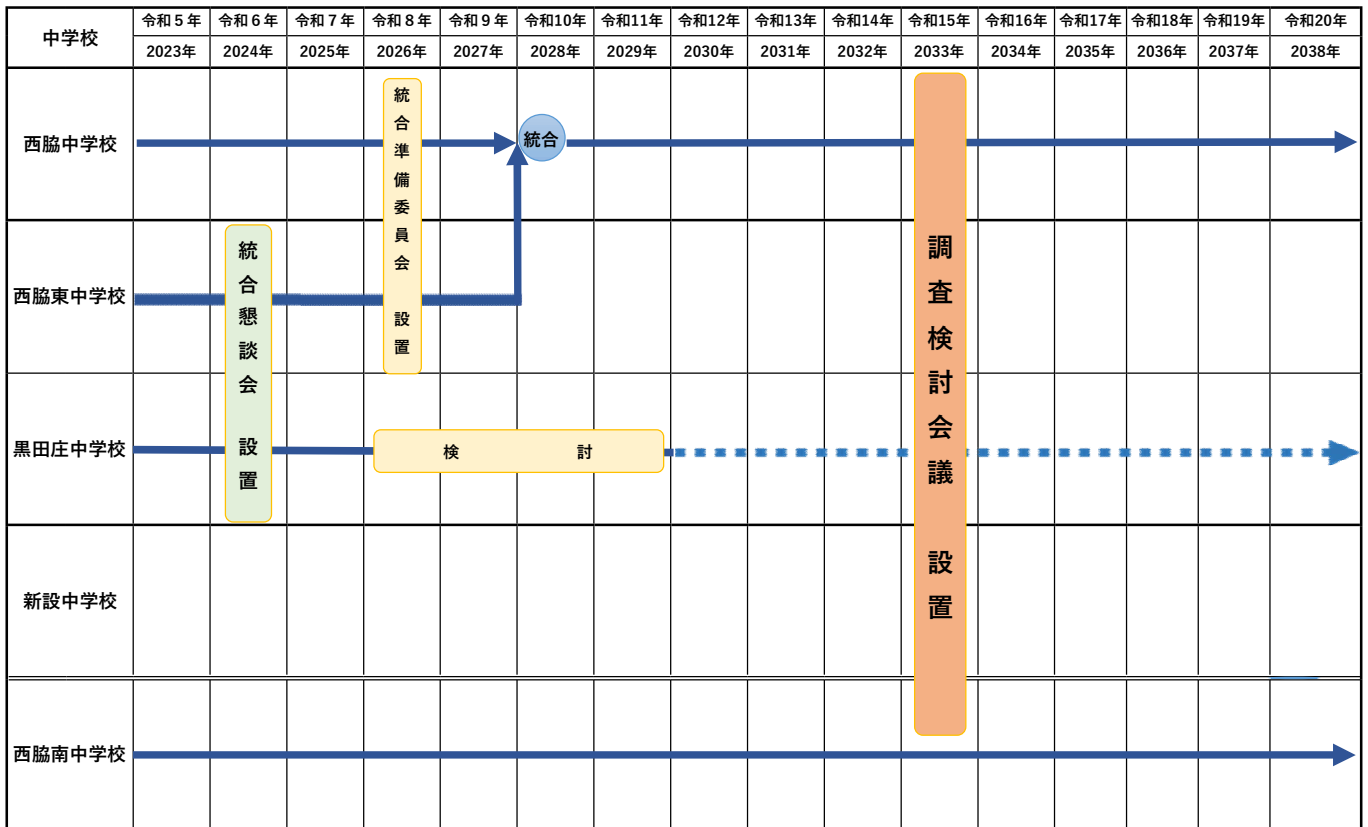 中学校
令和５年 令和６年 令和７年 令和８年 令和９年 令和10年 令和11年 令和12年 令和13年 令和14年 令和15年 令和16年 令和17年 令和18年 令和19年 令和20年
2023年 2024年 2025年 2026年 2027年 2028年 2029年 2030年 2031年 2032年 2033年 2034年 2035年 2036年 2037年 2038年
西脇中学校
統合準備委員会 設置
統合
調査検討会議 設置
西脇東中学校
統合懇談会 設置
黒田庄中学校
検 討
新設中学校
西脇南中学校